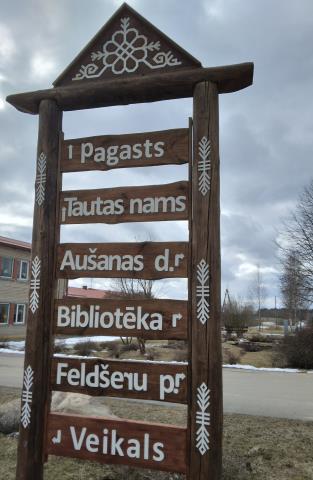 Pagasts
Tautas nams
Aušanas d.
Bibliotēka
Feldšeru p.
Veikals